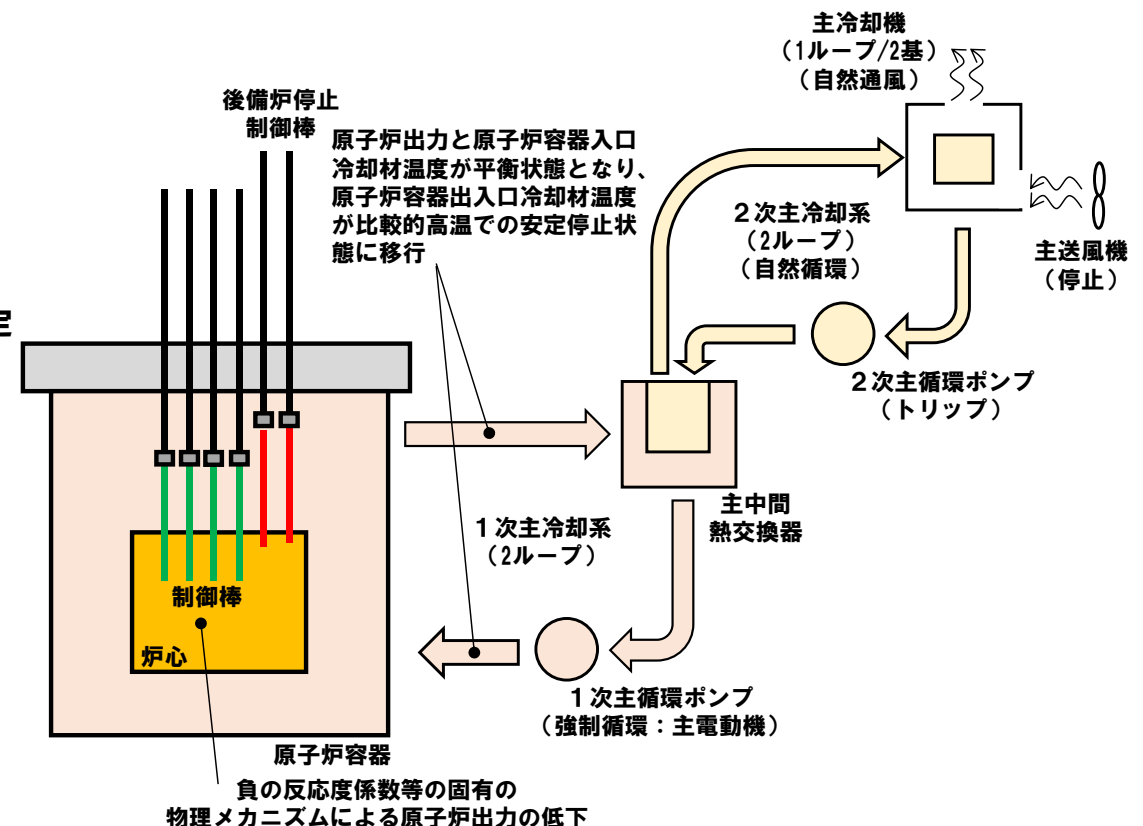 主冷却機
（1ループ/2基）
（自然通風）
後備炉停止
制御棒
原子炉出力と原子炉容器入口
冷却材温度が平衡状態となり、
原子炉容器出入口冷却材温度
が比較的高温での安定停止状
態に移行
２次主冷却系
（2ループ）
（自然循環）
主送風機
（停止）
定
２次主循環ポンプ
（トリップ）
主中間
熱交換器
１次主冷却系
（2ループ）
制御棒
炉心
１次主循環ポンプ
（強制循環：主電動機）
原子炉容器
負の反応度係数等の固有の
物理メカニズムによる原子炉出力の低下